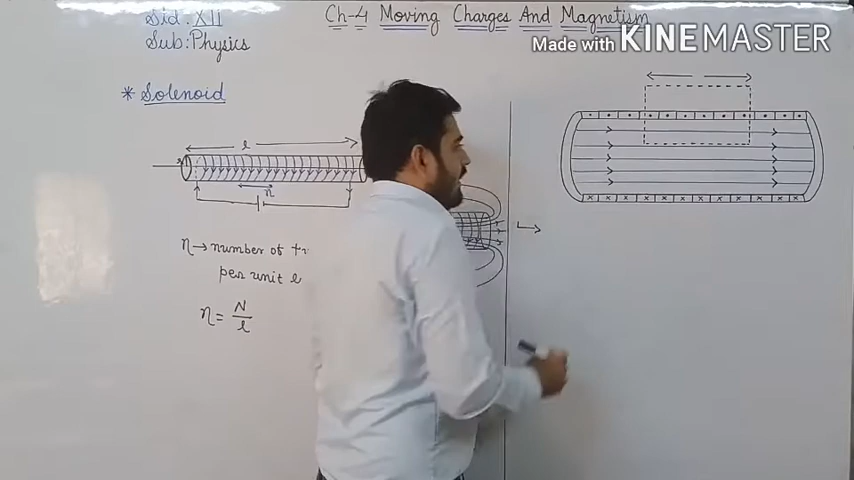 Std. XII
Sub: Physics
Ch-4 Moving Charges And Magnetism
Made with KINEMASTER
* Solenoid
l
n
n → number of
per unit l
n = N/l